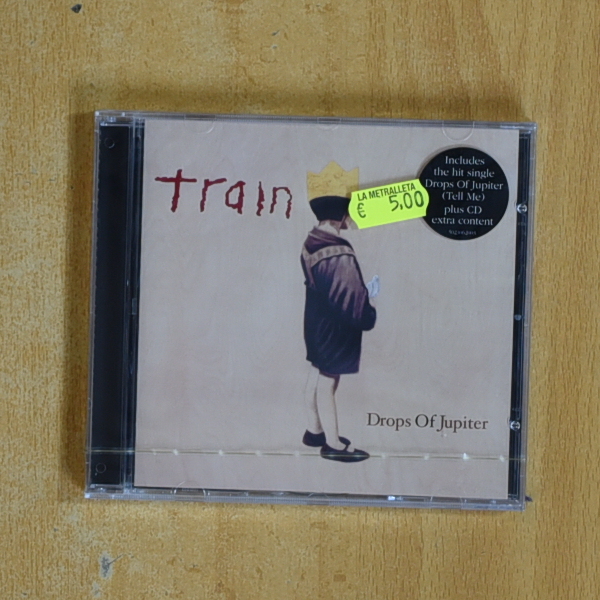 train
LA METRALLETA
€ 5,00
Includes
the hit single
Drops Of Jupiter
(Tell Me)
plus CD
extra content
Drops Of Jupiter